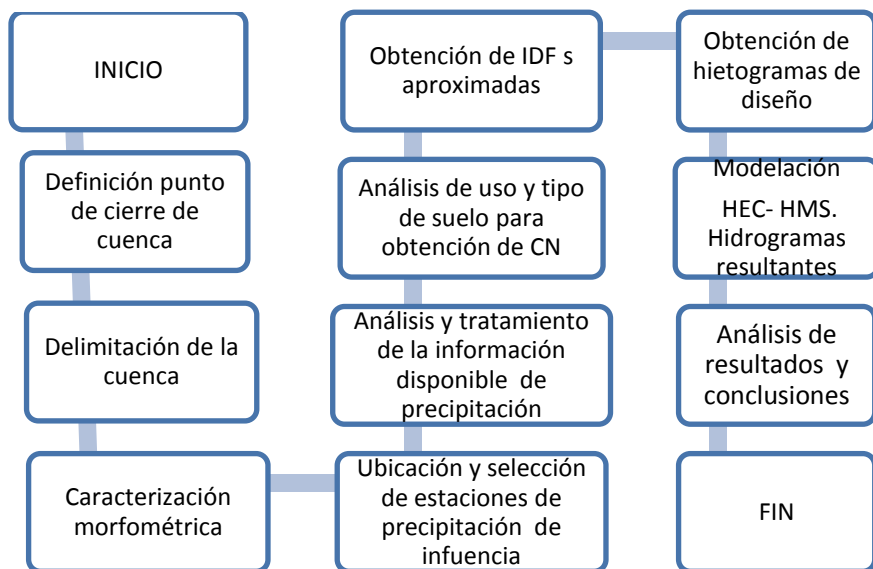 INICIO
Definición punto
de cierre de
cuenca
Delimitación de la
cuenca
Caracterización
morfométrica
Ubicación y selección
de estaciones de
precipitación de
infuencia
Análisis y tratamiento
de la información
disponible de
precipitación
Análisis de uso y tipo
de suelo para
obtención de CN
Obtención de IDF s
aproximadas
Obtención de
hietogramas de
diseño
Modelación
HEC- HMS.
Hidrogramas
resultantes
Análisis de
resultados y
conclusiones
FIN